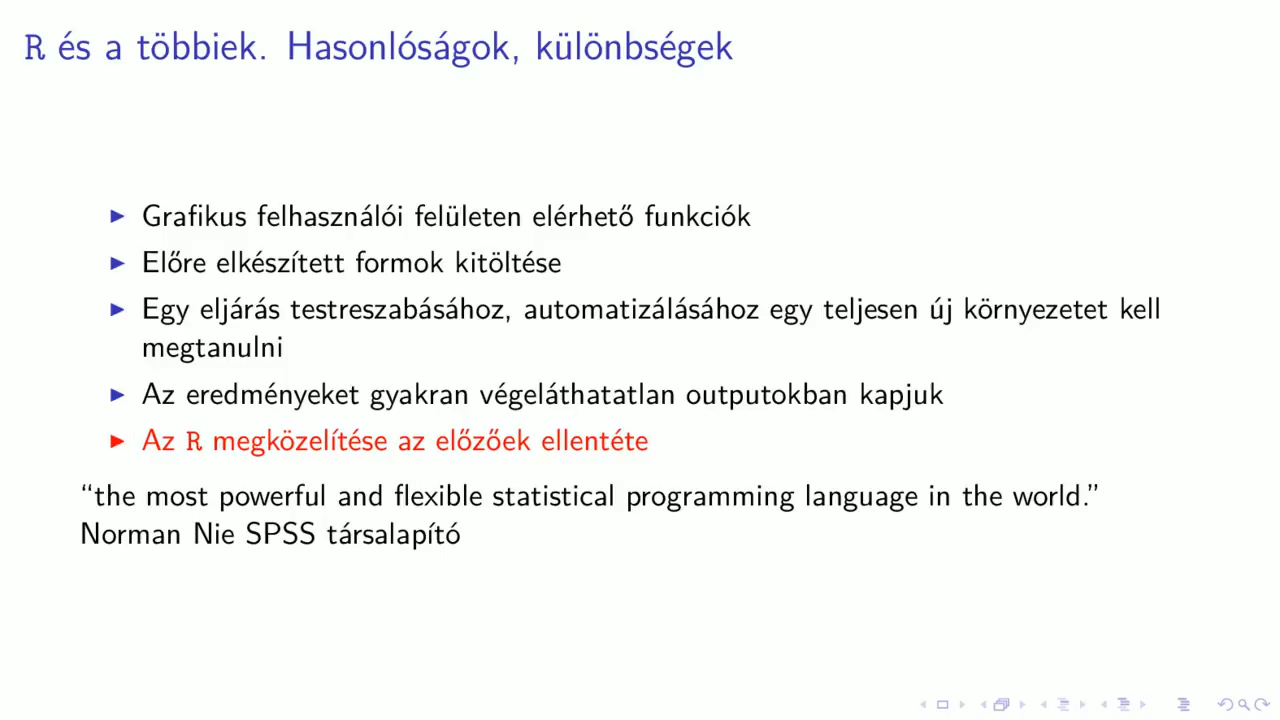 R és a többiek. Hasonlóságok, különbségek
Grafikus felhasználói felületen elérhető funkciók
Előre elkészített formok kitöltése
Egy eljárás testreszabásához, automatizálásához egy teljesen új környezetet kell
megtanulni
Az eredményeket gyakran végeláthatatlan outputokban kapjuk
Az R megközelítése az előzőek ellentéte
“the most powerful and flexible statistical programming language in the world.”
Norman Nie SPSS társalapító